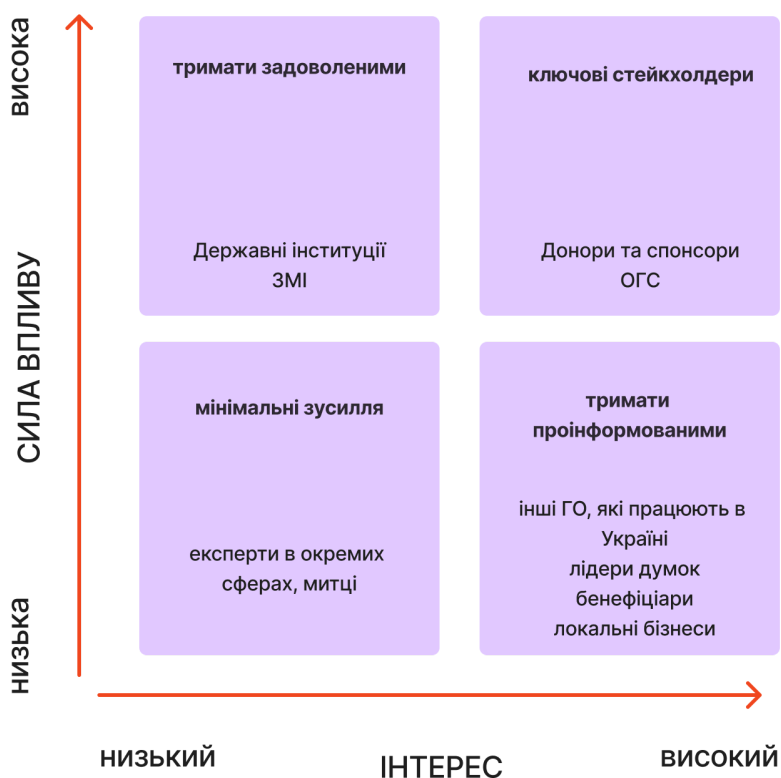 висока
тримати задоволеними
Державні інституції
ЗМІ
ключові стейкхолдери
Донори та спонсори
ОГС
СИЛА ВПЛИВУ
мінімальні зусилля
експерти в окремих
сферах, митці
тримати
проінформованими
інші ГО, які працюють в
Україні
лідери думок
бенефіціари
локальні бізнеси
низька
низький
ІНТЕРЕС
високий